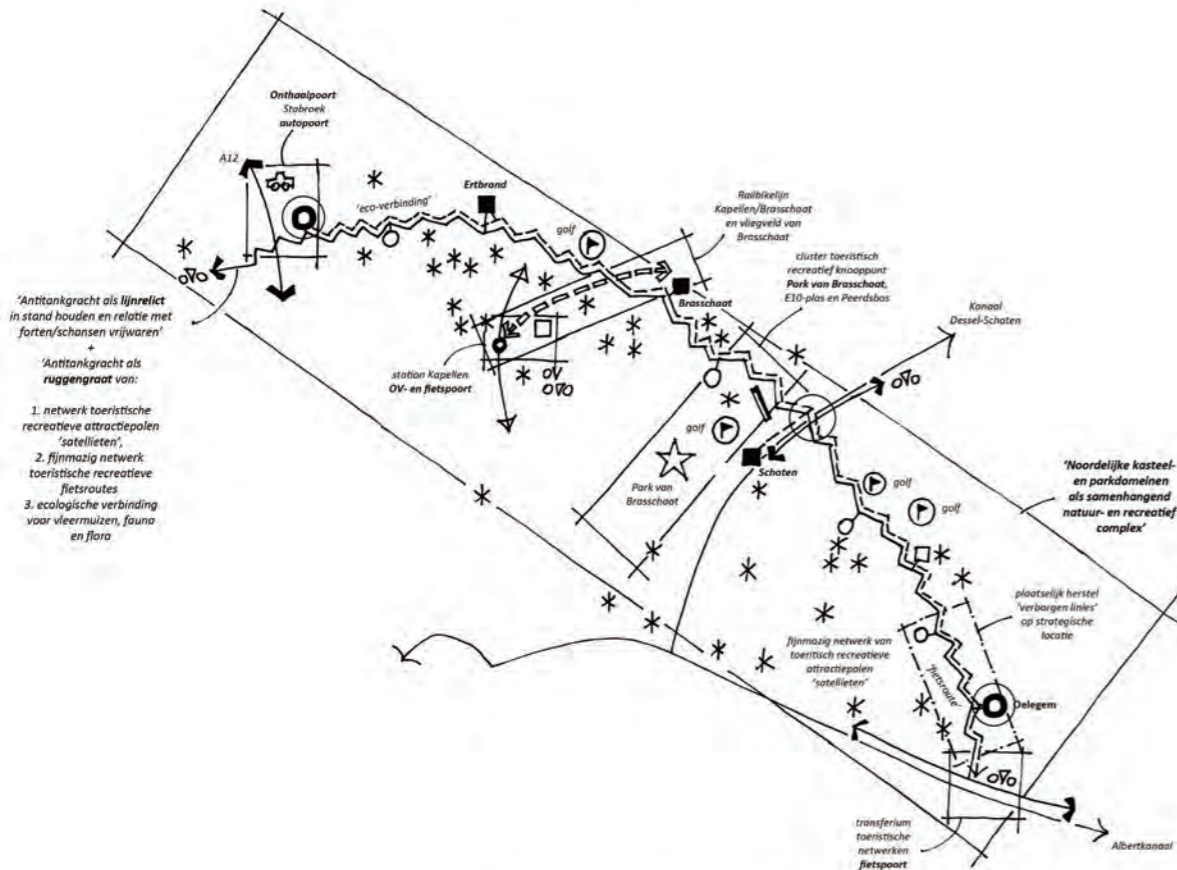 Onthaalpoort
Stabroek
autopoort
A12
'eco-verbinding'
Ertbrand
golf
Railbikelijn
Kapellen/Brasschaat
en vliegveld van
Brasschaat
cluster toeristisch
recreatief knooppunt
Park van Brasschaat,
E10-plas en Peerdsbos
Brasschaat
Kanaal
Dessel-Schoten
'Antitankgracht als lijnrelict
in stand houden en relatie met
forten/schansen vrijwaren'
+
'Antitankgracht als
ruggengraat van:
1. netwerk toeristische
recreatieve attractiepolen
'satellieten',
2. fijnmazig netwerk
toeristische recreatieve
fietsroutes
3. ecologische verbinding
voor vleermuizen, fauna
en flora
station Kapellen
OV- en fietspoort
golf
Schoten
Park van
Brasschaat
golf
golf
'Noordelijke kasteel-
en parkdomeinen
als samenhangend
natuur- en recreatief
complex'
plaatselijk herstel
'verborgen linies'
op strategische
locatie
fijnmazig netwerk van
toeritisch recreatieve
attractiepolen
'satellieten'
'fietsroute'
Oelegem
transferium
toeristische
netwerken
fietspoort
Albertkanaal